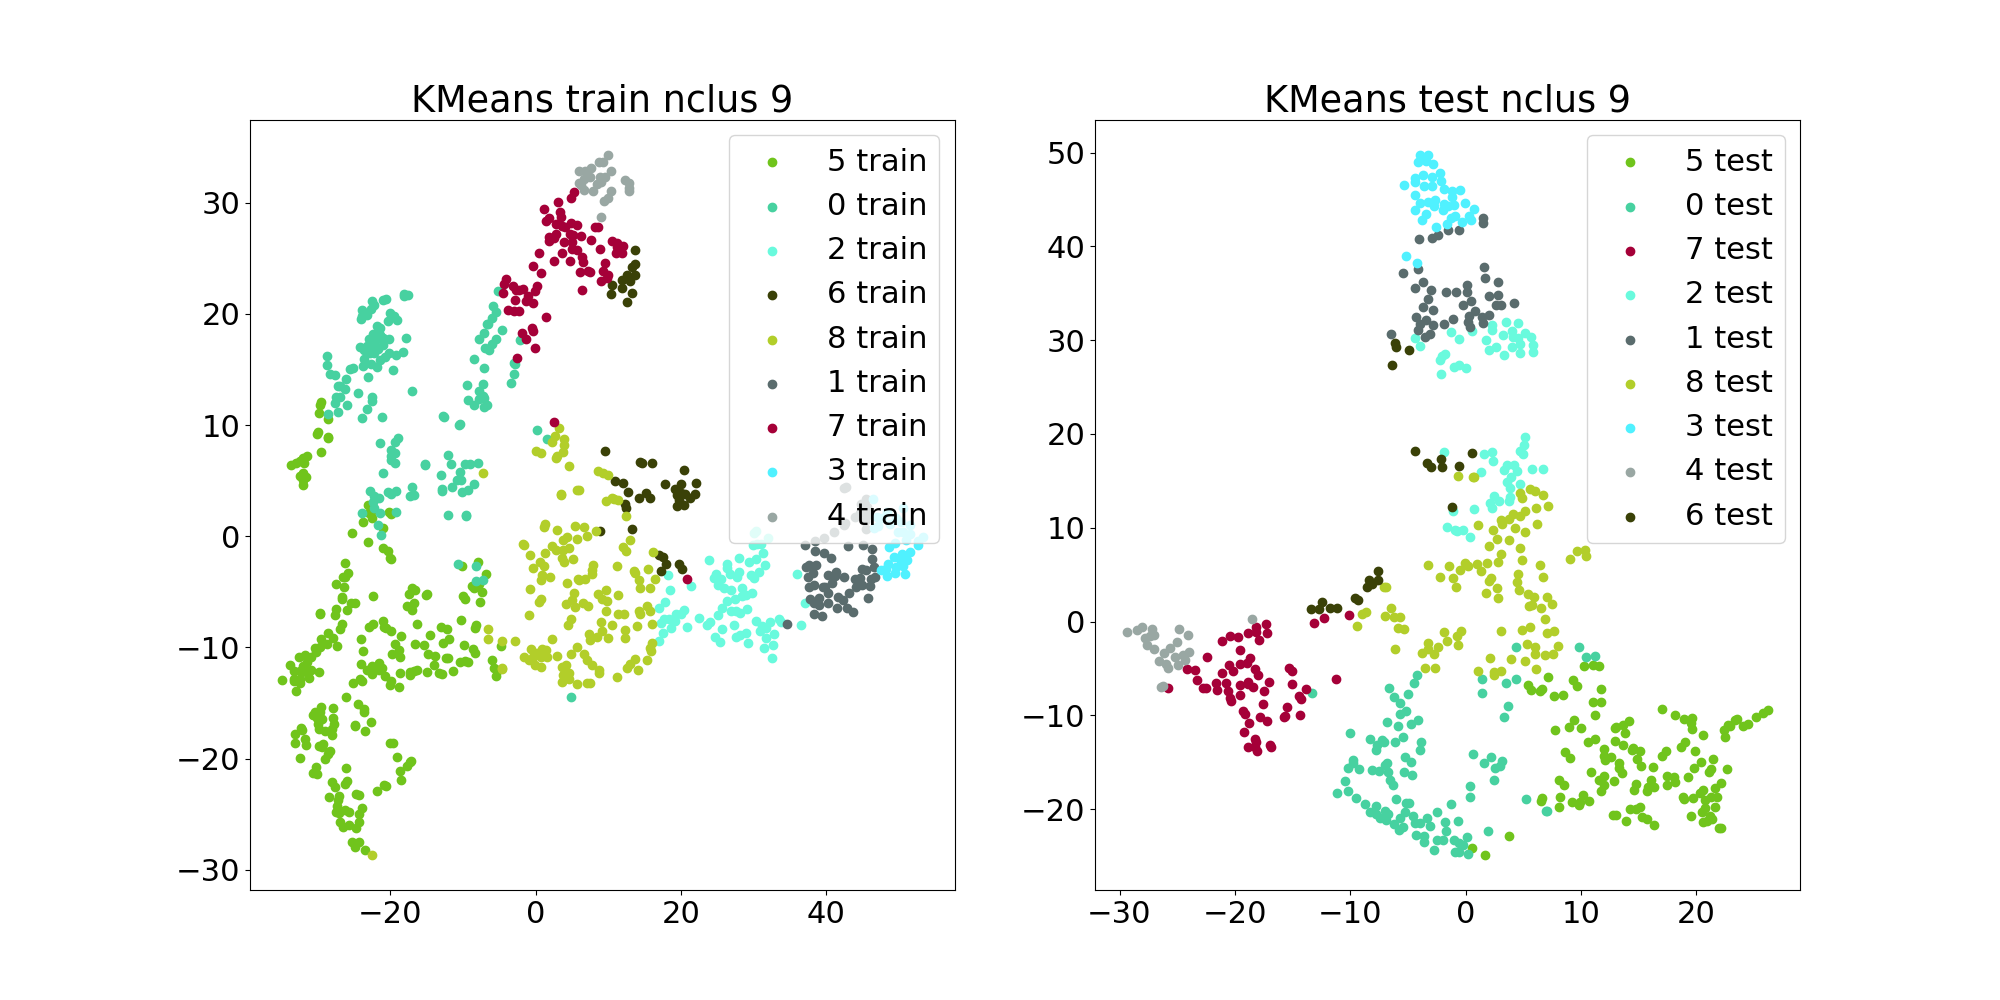 KMeans train nclus 9
30
20
10
0
−10
−20
−30
−20
0
20
40
5 train
0 train
2 train
6 train
8 train
1 train
7 train
3 train
4 train
KMeans test nclus 9
50
40
30
20
10
0
−10
−20
−30
−20
−10
0
10
20
5 test
0 test
7 test
2 test
1 test
8 test
3 test
4 test
6 test